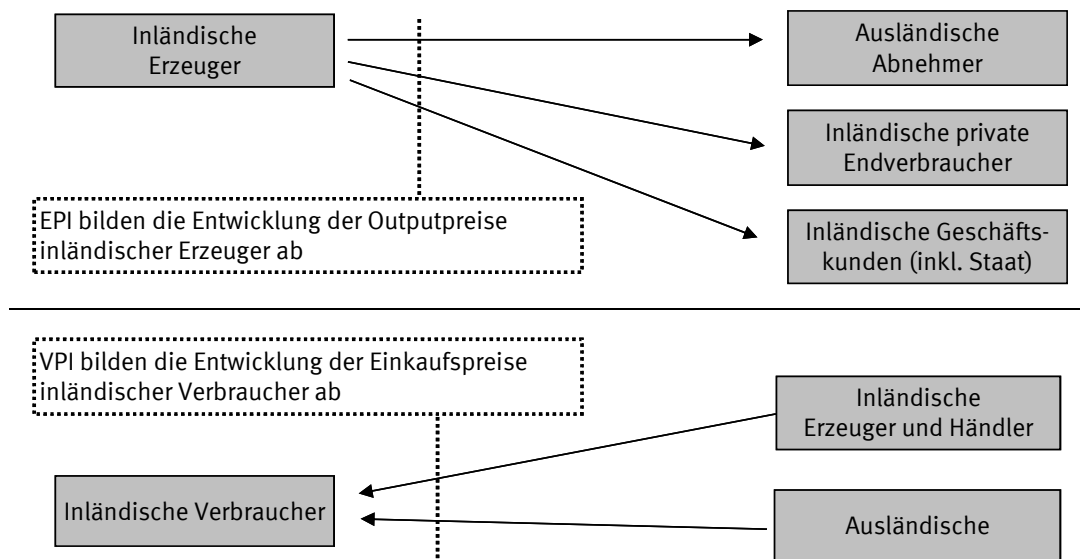 Inländische
Erzeuger
Ausländische
Abnehmer
Inländische private
Endverbraucher
EPI bilden die Entwicklung der Outputpreise
inländischer Erzeuger ab
Inländische Geschäfts-
kunden (inkl. Staat)
VPI bilden die Entwicklung der Einkaufspreise
inländischer Verbraucher ab
Inländische
Erzeuger und Händler
Inländische Verbraucher
Ausländische